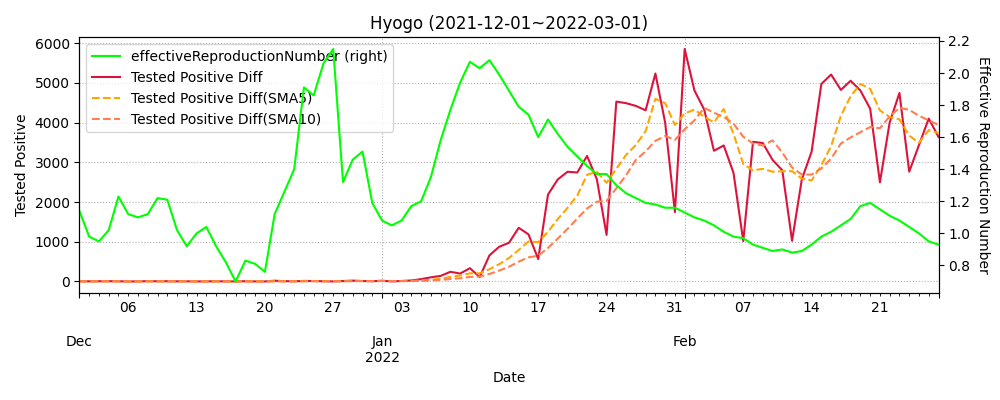 Hyogo (2021-12-01~2022-03-01)
effectiveReproductionNumber (right)
Tested Positive Diff
Tested Positive Diff(SMA5)
Tested Positive Diff(SMA10)
Tested Positive
6000
5000
4000
3000
2000
1000
0
2.2
2.0
1.8
1.6
1.4
1.2
1.0
0.8
Effective Reproduction Number
06 13 20 27 03 10 17 24 31 07 14 21
Dec Jan Feb
2022
Date